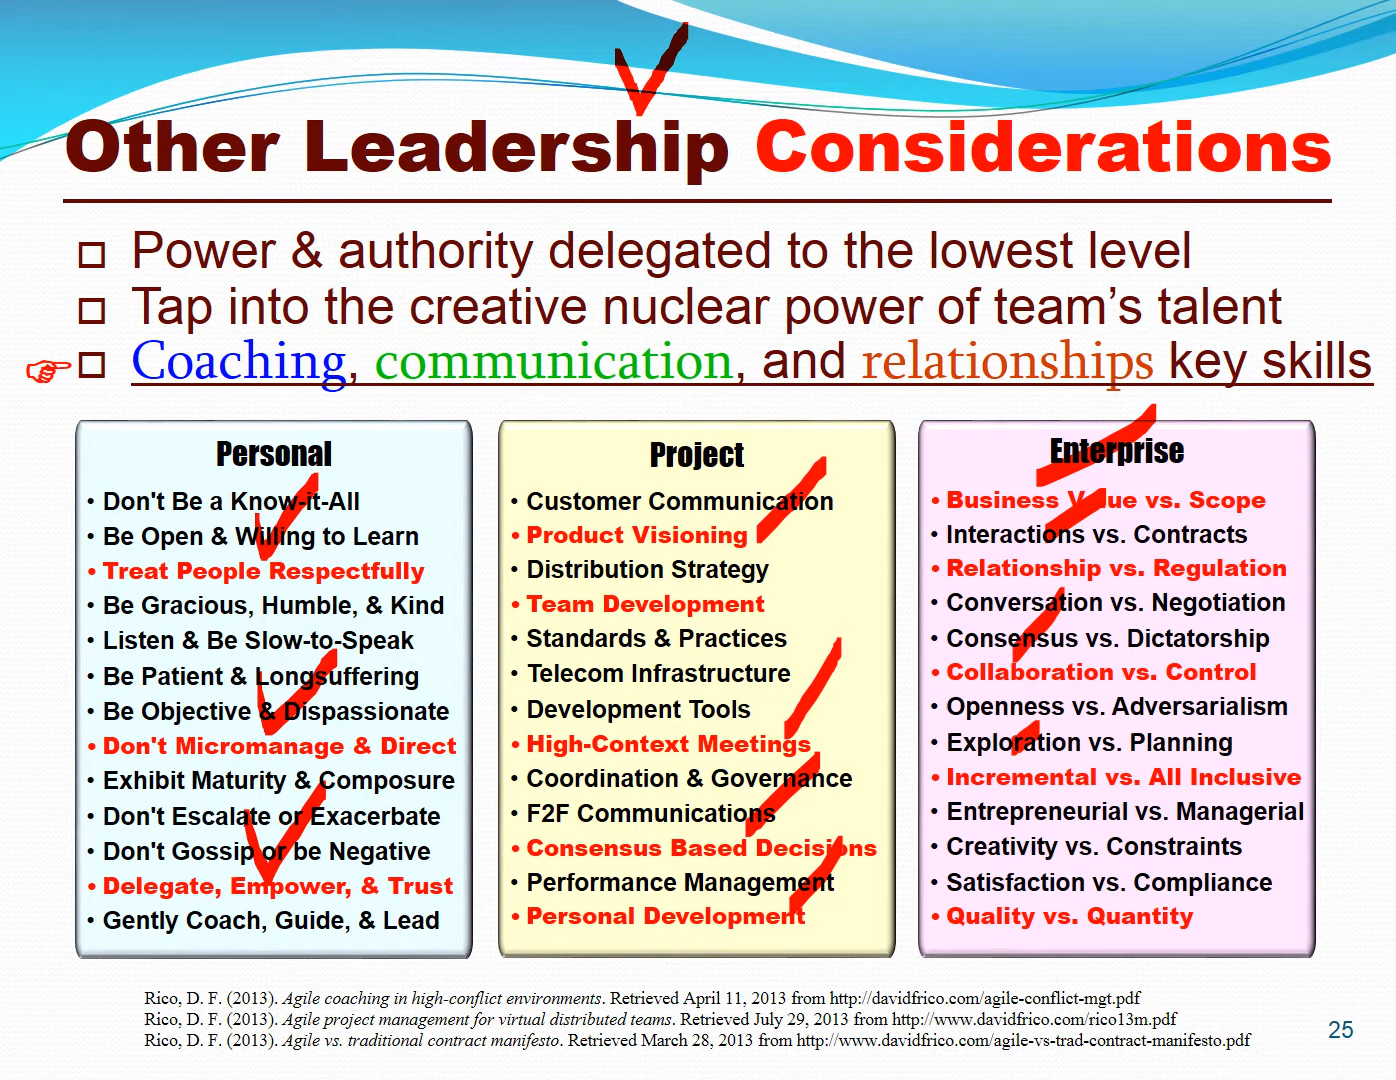 Other Leadership Considerations
Power & authority delegated to the lowest level
Tap into the creative nuclear power of team’s talent
Coaching, communication, and relationships key skills
Personal
• Don't Be a Know-it-All
• Be Open & Willing to Learn
• Treat People Respectfully
• Be Gracious, Humble, & Kind
• Listen & Be Slow-to-Speak
• Be Patient & Longsuffering
• Be Objective & Dispassionate
• Don't Micromanage & Direct
• Exhibit Maturity & Composure
• Don't Escalate or Exacerbate
• Don't Gossip or be Negative
• Delegate, Empower, & Trust
• Gently Coach, Guide, & Lead
Project
• Customer Communication
• Product Visioning
• Distribution Strategy
• Team Development
• Standards & Practices
• Telecom Infrastructure
• Development Tools
• High-Context Meetings
• Coordination & Governance
• F2F Communications
• Consensus Based Decisions
• Performance Management
• Personal Development
Enterprise
• Business Value vs. Scope
• Interactions vs. Contracts
• Relationship vs. Regulation
• Conversation vs. Negotiation
• Consensus vs. Dictatorship
• Collaboration vs. Control
• Openness vs. Adversarialism
• Exploration vs. Planning
• Incremental vs. All Inclusive
• Entrepreneurial vs. Managerial
• Creativity vs. Constraints
• Satisfaction vs. Compliance
• Quality vs. Quantity
Rico, D. F. (2013). Agile coaching in high-conflict environments. Retrieved April 11, 2013 from http://davidfrico.com/agile-conflict-mgt.pdf
Rico, D. F. (2013). Agile project management for virtual distributed teams. Retrieved July 29, 2013 from http://www.davidfrico.com/rico13m.pdf
Rico, D. F. (2013). Agile vs. traditional contract manifesto. Retrieved March 28, 2013 from http://www.davidfrico.com/agile-vs-trad-contract-manifesto.pdf
25